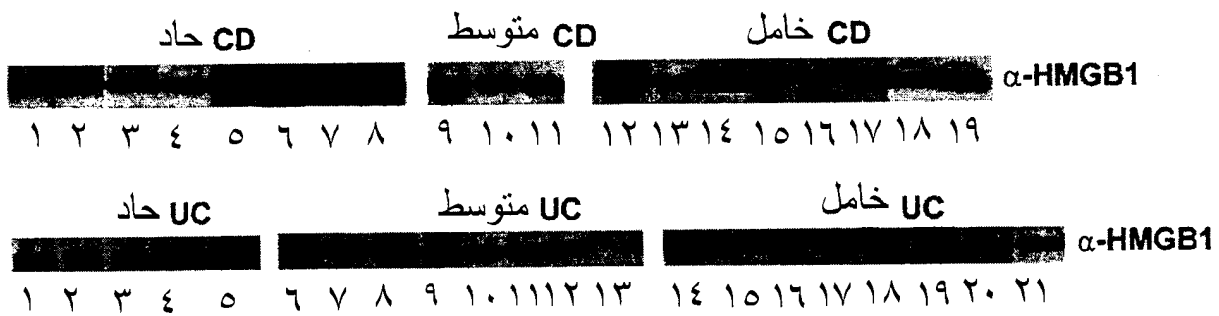 CD حاد CD متوسط CD خامل
α-HMGB1
١ ٢ ٣ ٤ ٥ ٦ ٧ ٨ ٩ ١٠ ١١ ١٢ ١٣ ١٤ ١٥ ١٦ ١٧ ١٨ ١٩
UC حاد UC متوسط UC خامل
α-HMGB1
١ ٢ ٣ ٤ ٥ ٦ ٧ ٨ ٩ ١٠ ١١ ١٢ ١٣ ١٤ ١٥ ١٦ ١٧ ١٨ ١٩ ٢٠ ٢١